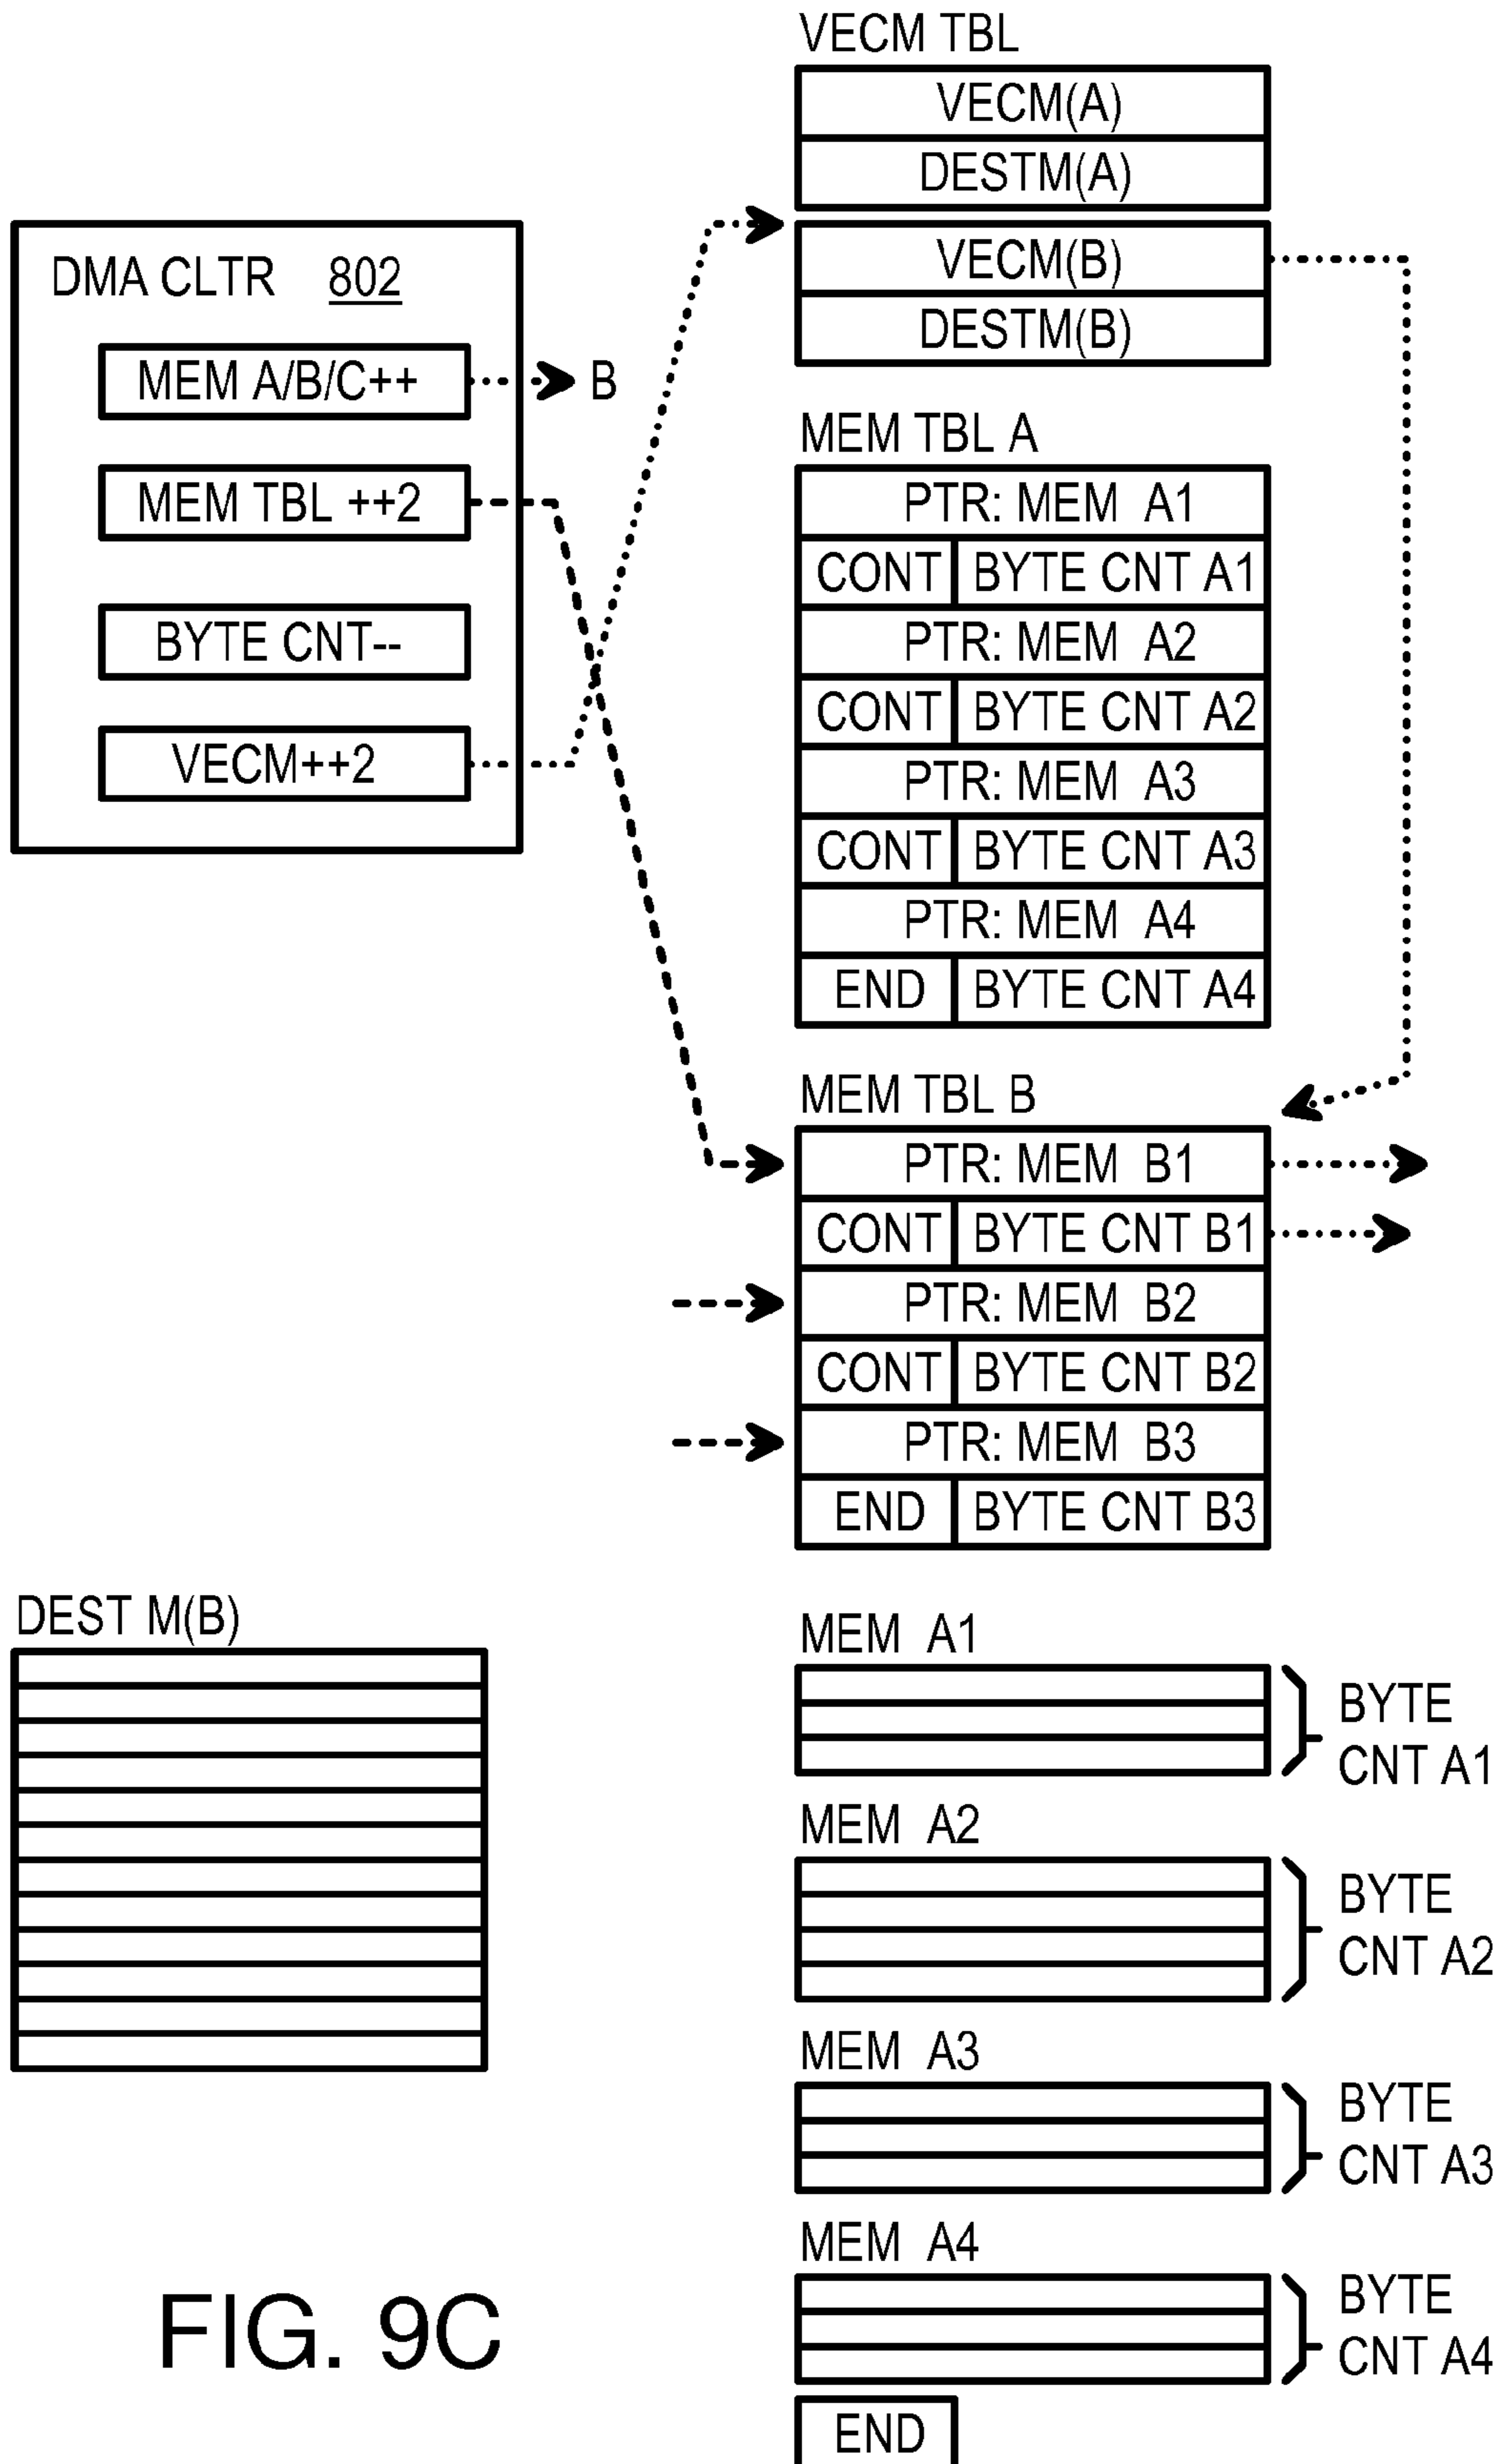 VECM TBL
VECM(A)
DESTM(A)
VECM(B)
DESTM(B)
DMA CLTR 802
MEM A/B/C++
B
MEM TBL ++2
BYTE CNT--
VECM++2
MEM TBL A
PTR: MEM A1
CONT BYTE CNT A1
PTR: MEM A2
CONT BYTE CNT A2
PTR: MEM A3
CONT BYTE CNT A3
PTR: MEM A4
END BYTE CNT A4
MEM TBL B
PTR: MEM B1
CONT BYTE CNT B1
PTR: MEM B2
CONT BYTE CNT B2
PTR: MEM B3
END BYTE CNT B3
DEST M(B)
MEM A1
BYTE
CNT A1
MEM A2
BYTE
CNT A2
MEM A3
BYTE
CNT A3
MEM A4
BYTE
CNT A4
END
FIG. 9C